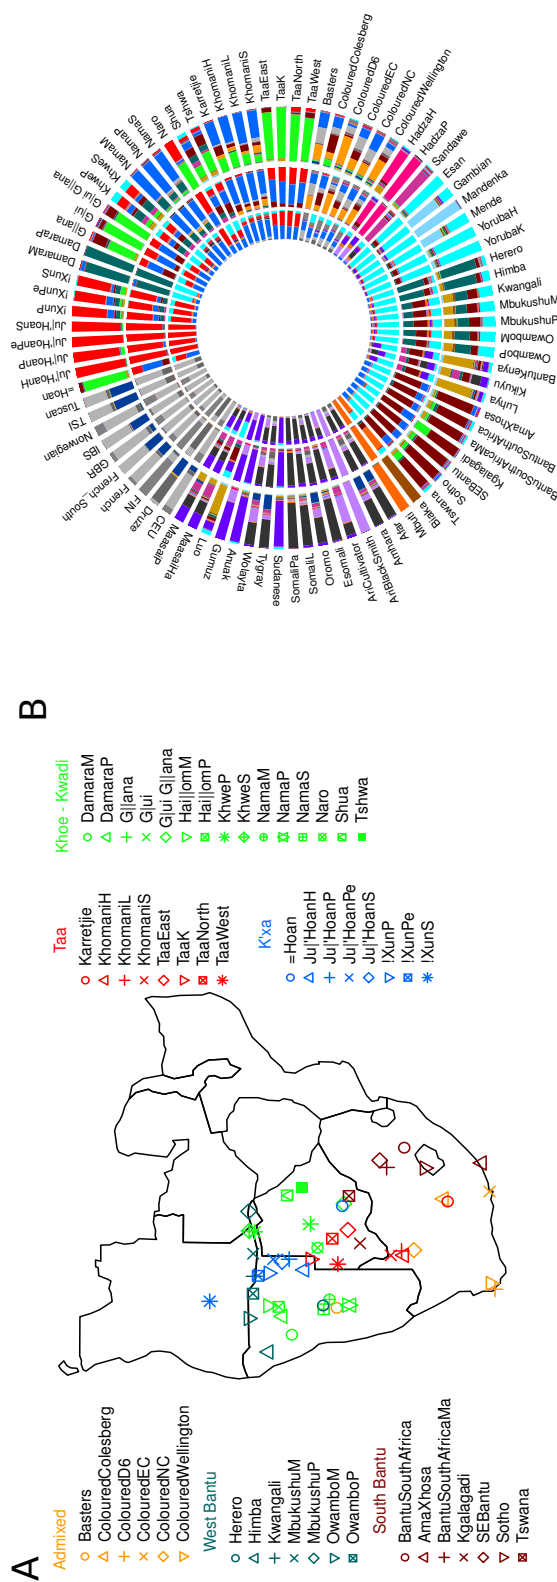 A
Admixed
Basters
ColouredColesberg
ColouredD6
ColouredEC
ColouredNC
ColouredWellington
West Bantu
Herero
Himba
Kwangali
MbukushuM
MbukushuP
OwamboM
OwamboP
South Bantu
BantuSouthAfrica
AmaXhosa
BantuSouthAfricaMa
Kgalagadi
SEBantu
Sotho
Tswana
Taa
Karretjie
KhomaniH
KhomaniL
KhomaniS
TaaEast
TaaK
TaaNorth
TaaWest
K'xa
=Hoan
Ju|'HoanH
Ju|'HoanP
Ju|'HoanPe
Ju|'HoanS
!XunP
!XunPe
!XunS
Khoe - Kwadi
DamaraM
DamaraP
G||ana
G|ui
G|ui G||ana
Hai||omM
Hai||omP
KhweP
KhweS
NamaM
NamaP
NamaS
Naro
Shua
Tshwa
B
=Hoan
Ju|'HoanH
Ju|'HoanP
Ju|'HoanPe
Ju|'HoanS
!XunP
!XunPe
!XunS
DamaraM
DamaraP
G||ana
G|ui
G|ui G||ana
KhweP
KhweS
NamaM
NamaP
NamaS
Naro
Shua
Tshwa
Karretjie
KhomaniH
KhomaniL
KhomaniS
TaaEast
TaaK
TaaNorth
TaaWest
Basters
ColouredColesberg
ColouredD6
ColouredEC
ColouredNC
ColouredWellington
HadzaH
HadzaP
Sandawe
Esan
Gambian
Mandenka
Mende
YorubaH
YorubaK
Herero
Himba
Kwangali
MbukushuM
MbukushuP
OwamboM
OwamboP
BantuKenya
Kikuyu
Luhya
AmaXhosa
BantuSouthAfrica
BantuSouthAfricaMa
Kgalagadi
SEBantu
Sotho
Tswana
Biaka
Mbuti
Afar
Amhara
AriBlackSmith
AriCultivator
Esomali
Oromo
SomaliL
SomaliPa
Sudanese
Tygray
Wolayta
Anuak
Gumuz
Luo
MaasaiHa
MaasaiP
CEU
Druze
FIN
French
French_South
GBR
IBS
Norwegian
TSI
Tuscan